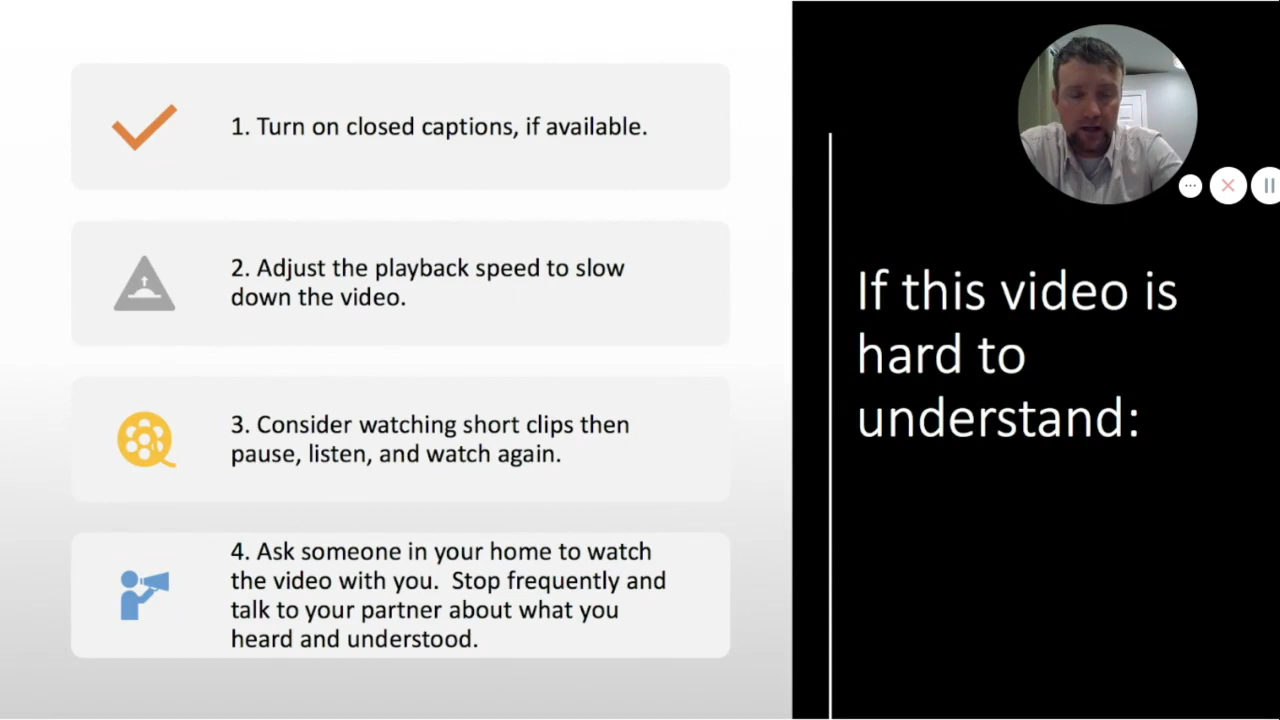 1. Turn on closed captions, if available.
2. Adjust the playback speed to slow
down the video.
3. Consider watching short clips then
pause, listen, and watch again.
4. Ask someone in your home to watch
the video with you.  Stop frequently and
talk to your partner about what you
heard and understood.
If this video is
hard to
understand: